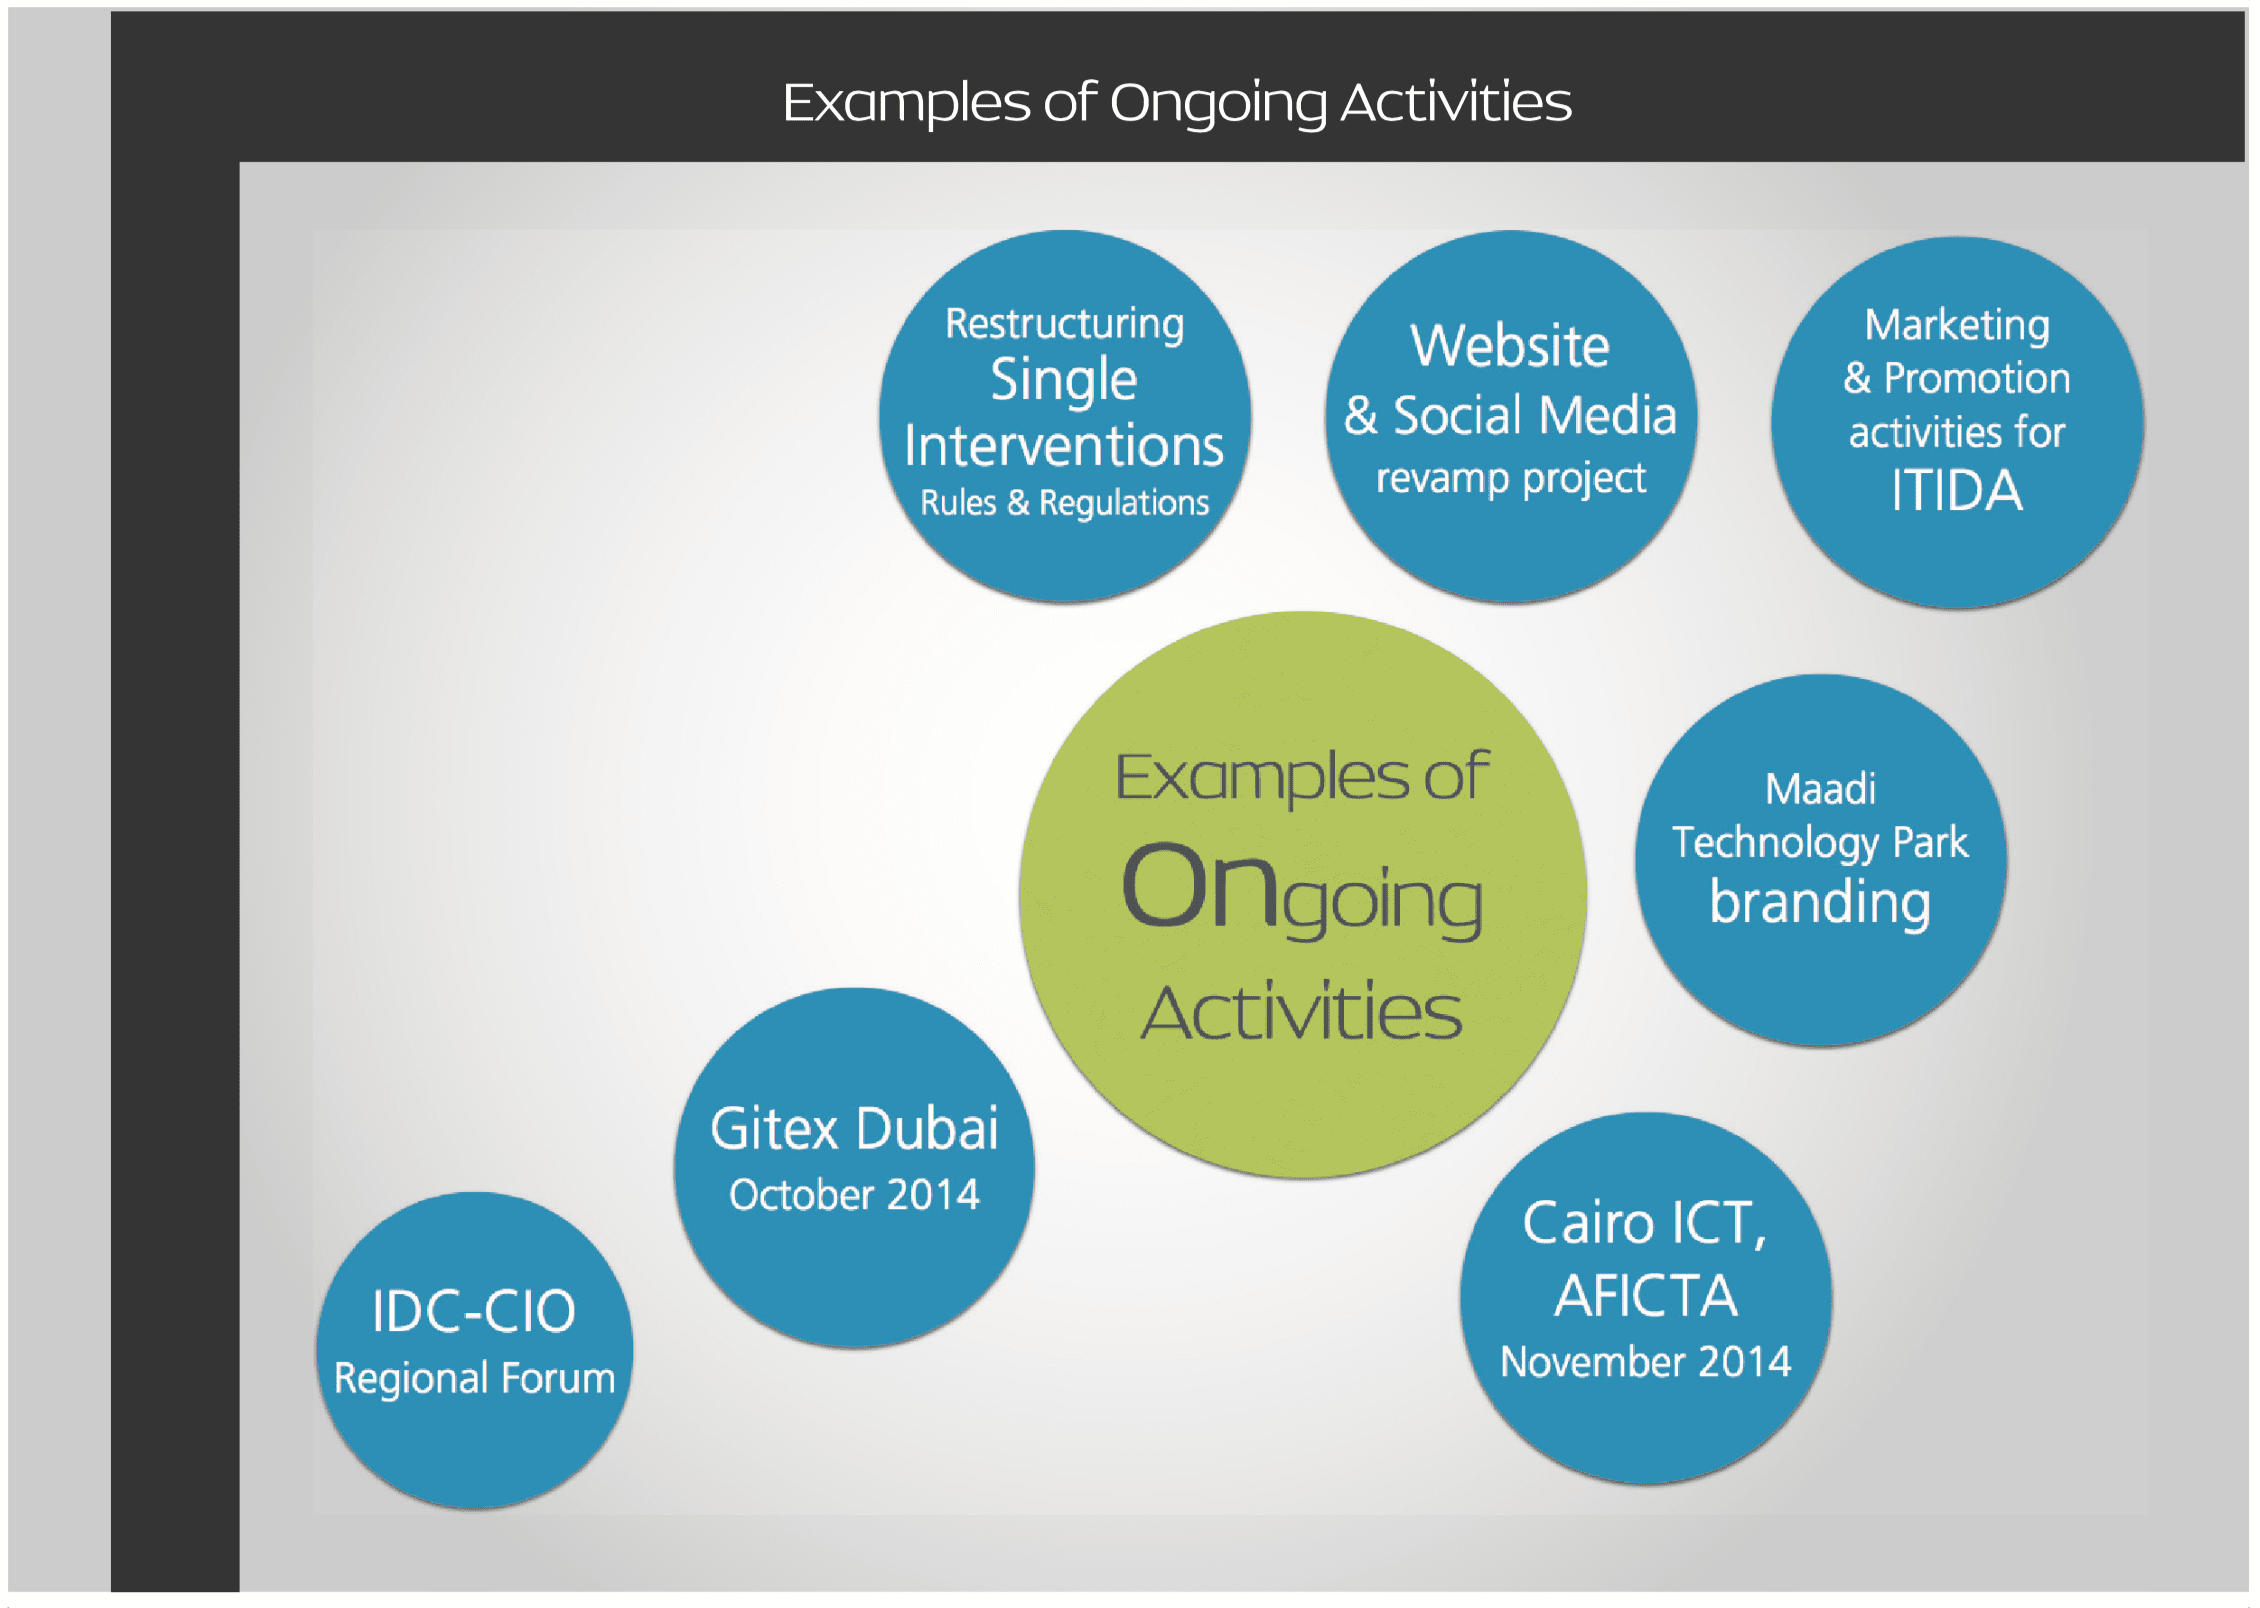 Examples of Ongoing Activities
Restructuring
Single
Interventions
Rules & Regulations
Website
& Social Media
revamp project
Marketing
& Promotion
activities for
ITIDA
Examples of
Ongoing
Activities
Maadi
Technology Park
branding
Gitex Dubai
October 2014
Cairo ICT,
AFICTA
November 2014
IDC-CIO
Regional Forum